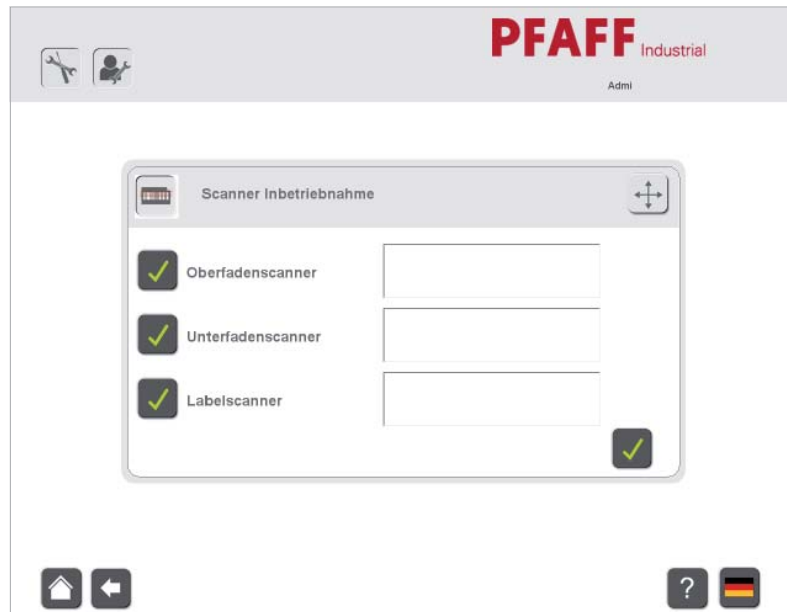 PFAFF Industrial
Admi
Scanner Inbetriebnahme
Oberfadenscanner
Unterfadenscanner
Labelscanner
?